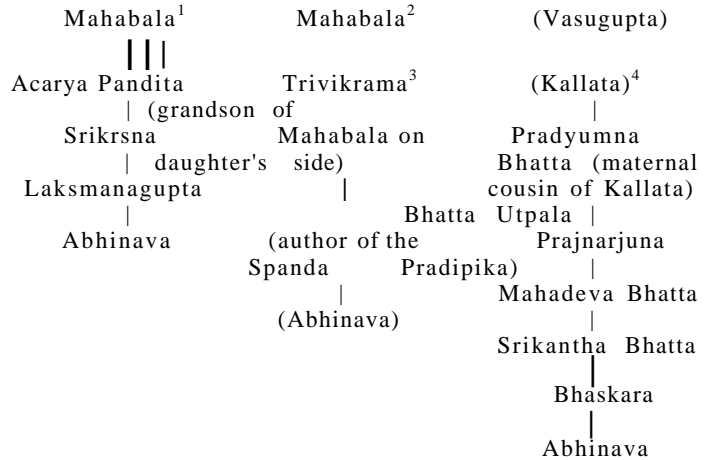 Mahabala1 Mahabala2 (Vasugupta)
Acarya Pandita Trivikrama3 (Kallata)4
(grandson of
Srikrsna Mahabala on Pradyumna
daughter's side) Bhatta (maternal
Laksmanagupta cousin of Kallata)
Bhatta Utpala
Abhinava (author of the Prajnarjuna
Spanda Pradipika)
Mahadeva Bhatta
(Abhinava)
Srikantha Bhatta
Bhaskara
Abhinava